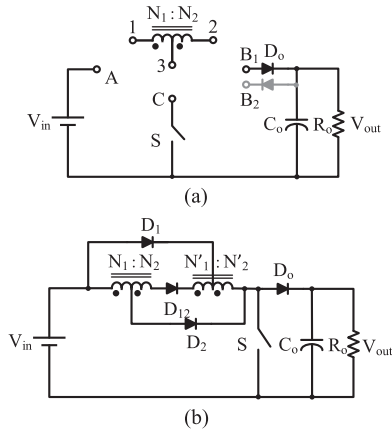 N₁ : N₂
1
2
3
A
B₁
Dₒ
B₂
C
Vᵢₙ
S
Cₒ
Rₒ
Vₒᵤₜ
(a)
D₁
N₁ : N₂
N'₁ : N'₂
D₁₂
D₂
Dₒ
Vᵢₙ
S
Cₒ
Rₒ
Vₒᵤₜ
(b)